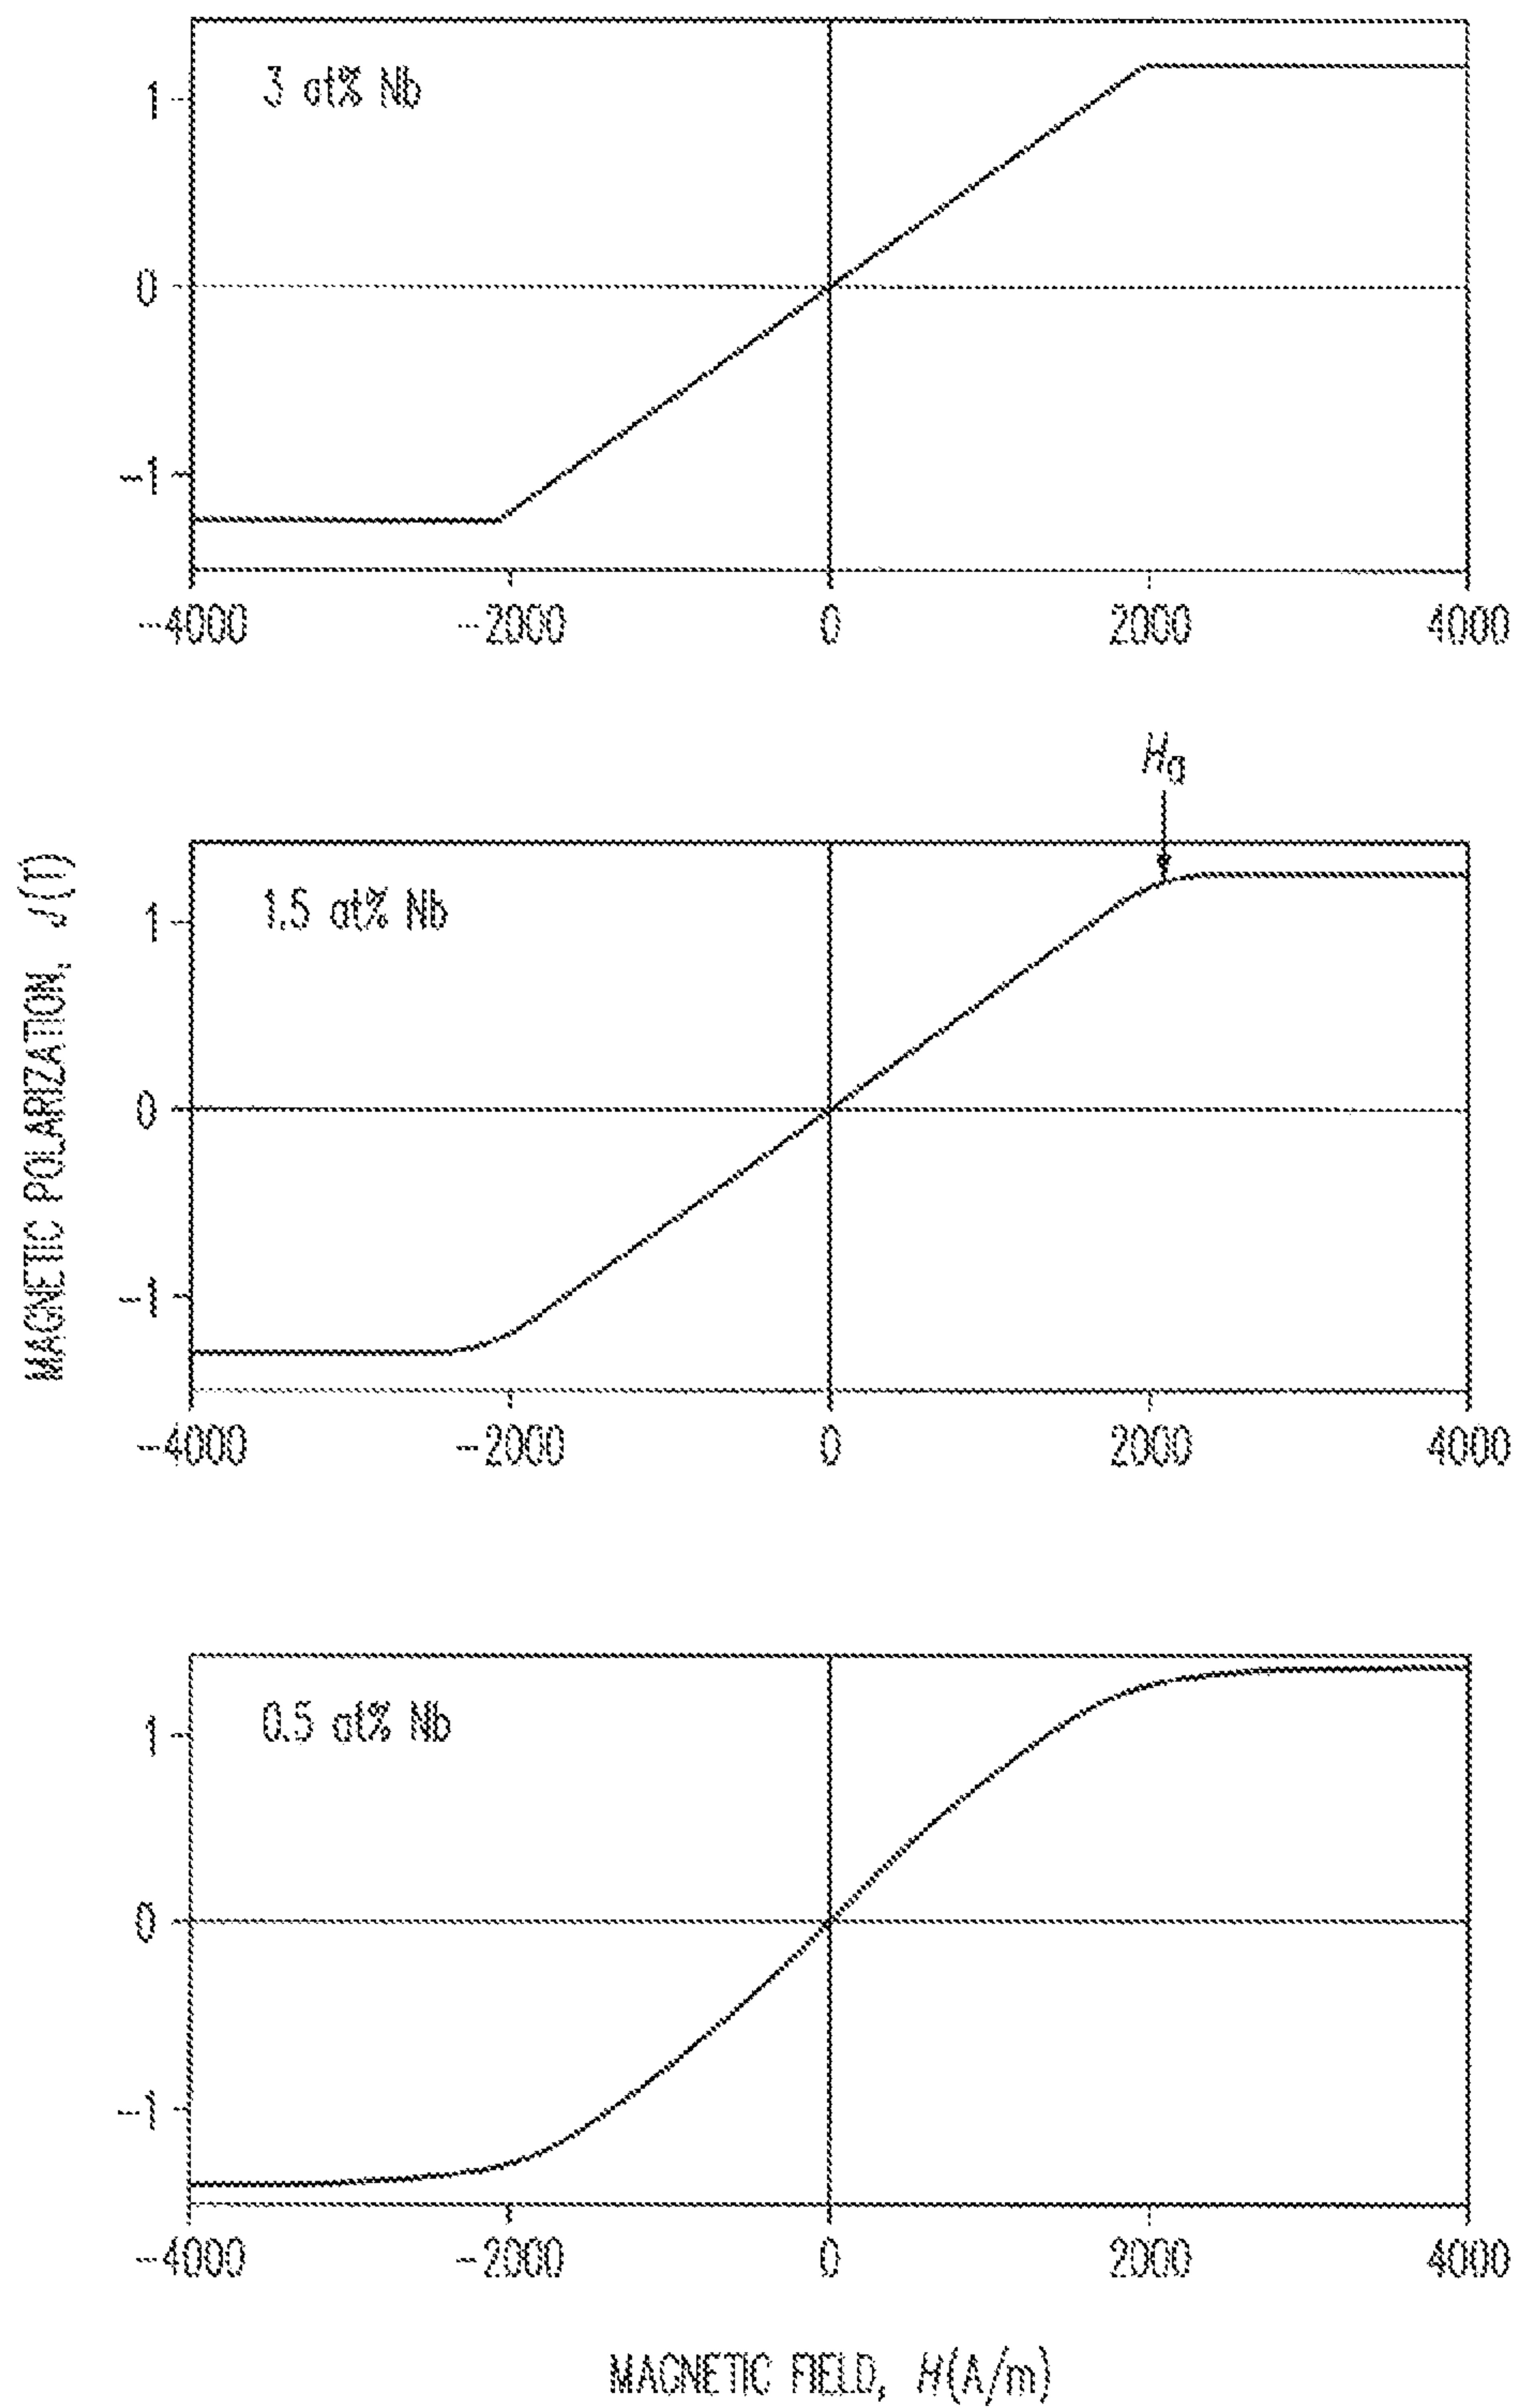 3 at% Nb
1
0
-1
-4000 -2000 0 2000 4000
Ha
1.5 at% Nb
1
0
-1
-4000 -2000 0 2000 4000
MAGNETIC POLARIZATION, J(T)
0.5 at% Nb
1
0
-1
-4000 -2000 0 2000 4000
MAGNETIC FIELD, H(A/m)